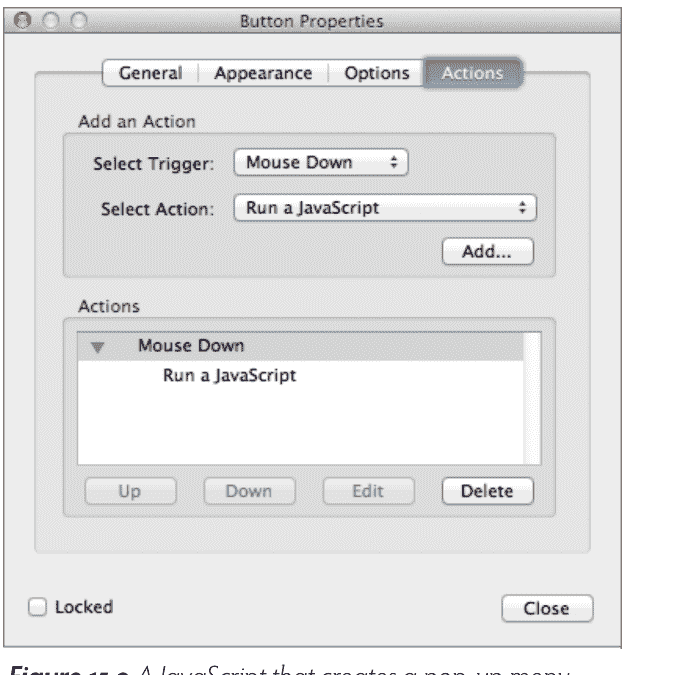 Button Properties
General Appearance Options Actions
Add an Action
Select Trigger: Mouse Down
Select Action: Run a JavaScript
Add...
Actions
Mouse Down
Run a JavaScript
Up Down Edit Delete
Locked Close
A JavaScript that creates a pop-up menu